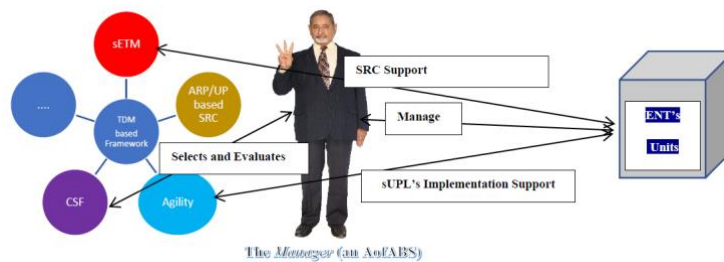 sETM
SRC Support
ARP/UP
based
SRC
....
TDM
based
Framework
Manage
ENT's
Units
Selects and Evaluates
CSF
Agility
sUPL's Implementation Support
The Manager (an AofABS)